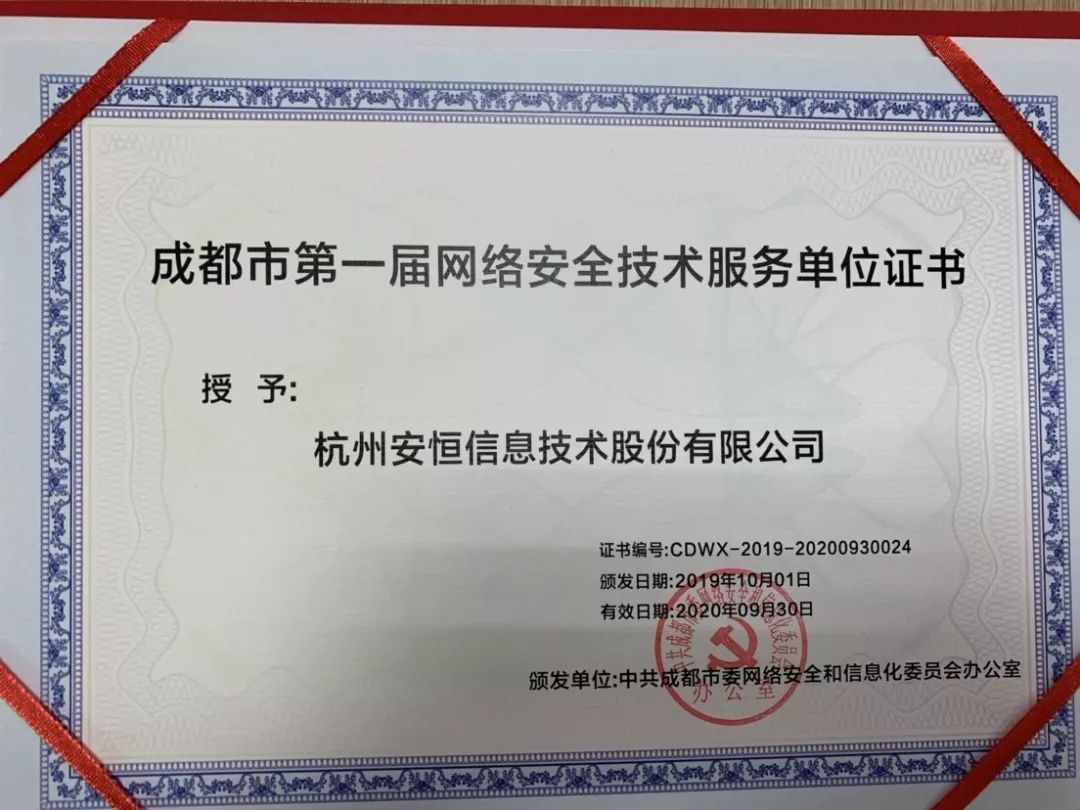 成都市第一届网络安全技术服务单位证书
授 予:
杭州安恒信息技术股份有限公司
证书编号:CDWX-2019-20200930024
颁发日期:2019年10月01日
有效日期:2020年09月30日
颁发单位:中共成都市委网络安全和信息化委员会办公室
中共成都市委网络安全和信息化委员会
办公室